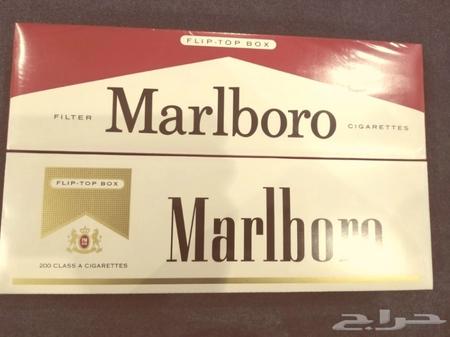 FLIP-TOP BOX
FILTER Marlboro CIGARETTES
FLIP-TOP BOX
Marlboro
200 CLASS A CIGARETTES
حراج